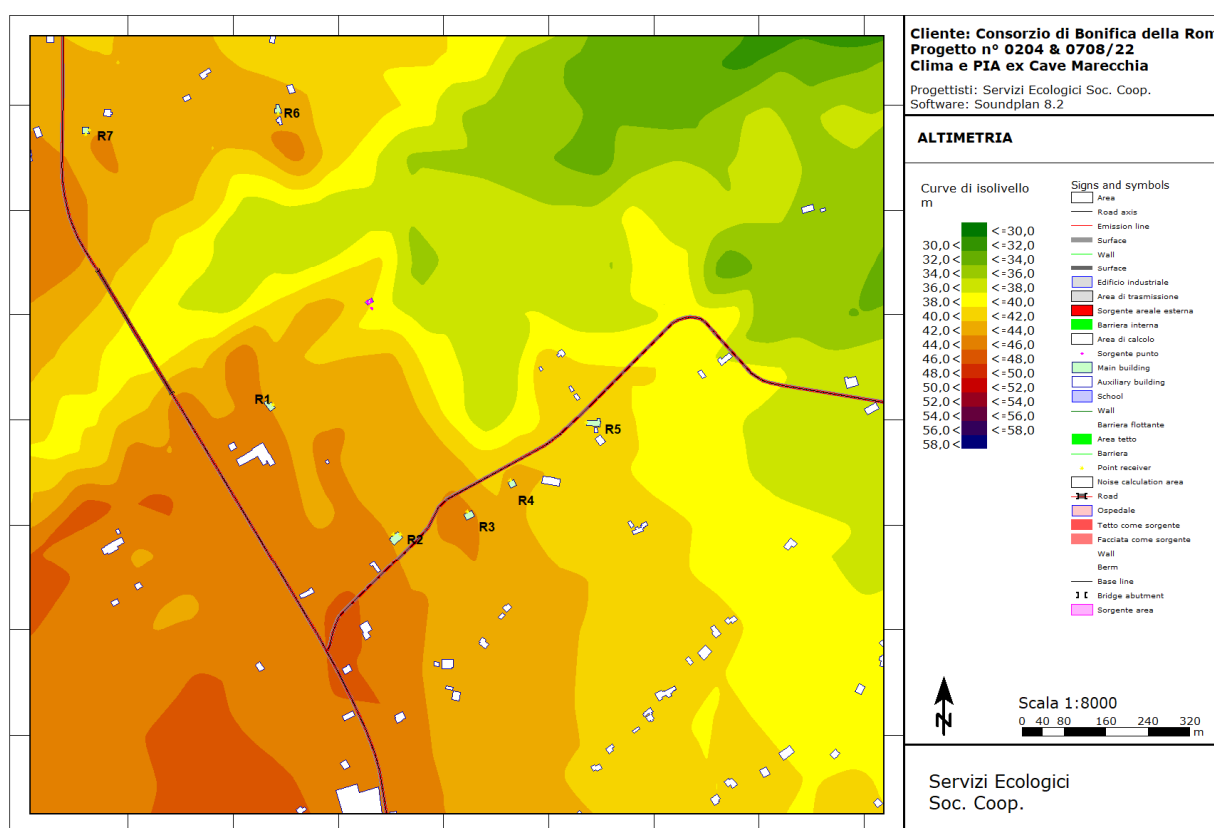 Cliente: Consorzio di Bonifica della Rom
Progetto n° 0204 & 0708/22
Clima e PIA ex Cave Marecchia
Progettisti: Servizi Ecologici Soc. Coop.
Software: Soundplan 8.2
ALTIMETRIA
Curve di isolivello
m
<=30,0
30,0< <=32,0
32,0< <=34,0
34,0< <=36,0
36,0< <=38,0
38,0< <=40,0
40,0< <=42,0
42,0< <=44,0
44,0< <=46,0
46,0< <=48,0
48,0< <=50,0
50,0< <=52,0
52,0< <=54,0
54,0< <=56,0
56,0< <=58,0
58,0<
Signs and symbols
Area
Road axis
Emission line
Surface
Wall
Surface
Edificio industriale
Area di trasmissione
Sorgente areale esterna
Barriera interna
Area di calcolo
Sorgente punto
Main building
Auxiliary building
School
Wall
Barriera flottante
Area tetto
Barriera
Point receiver
Noise calculation area
Road
Ospedale
Tetto come sorgente
Facciata come sorgente
Wall
Berm
Base line
Bridge abutment
Sorgente area
R6
R7
R1
R5
R4
R3
R2
N
Scala 1:8000
0 40 80 160 240 320
m
Servizi Ecologici
Soc. Coop.